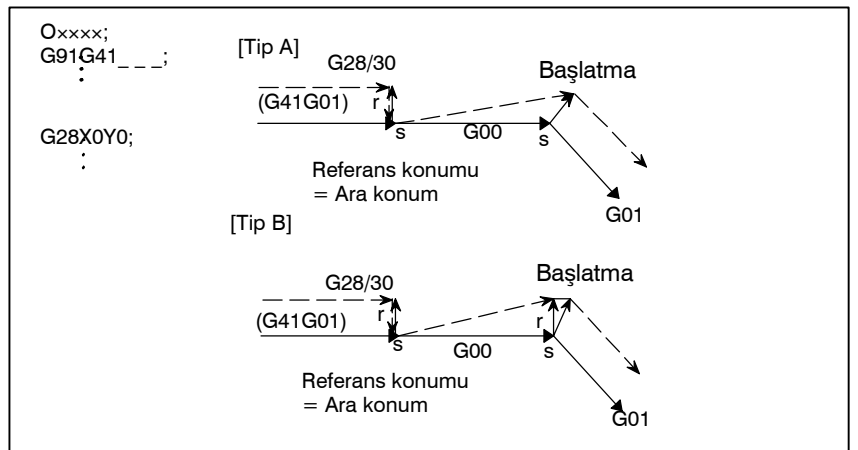 O××××;
G91G41_ _ _;
G28X0Y0;
[Tip A]
G28/30
Başlatma
(G41G01)
r
s
G00
s
Referans konumu
= Ara konum
G01
[Tip B]
G28/30
Başlatma
(G41G01)
r
r
s
G00
s
Referans konumu
= Ara konum
G01